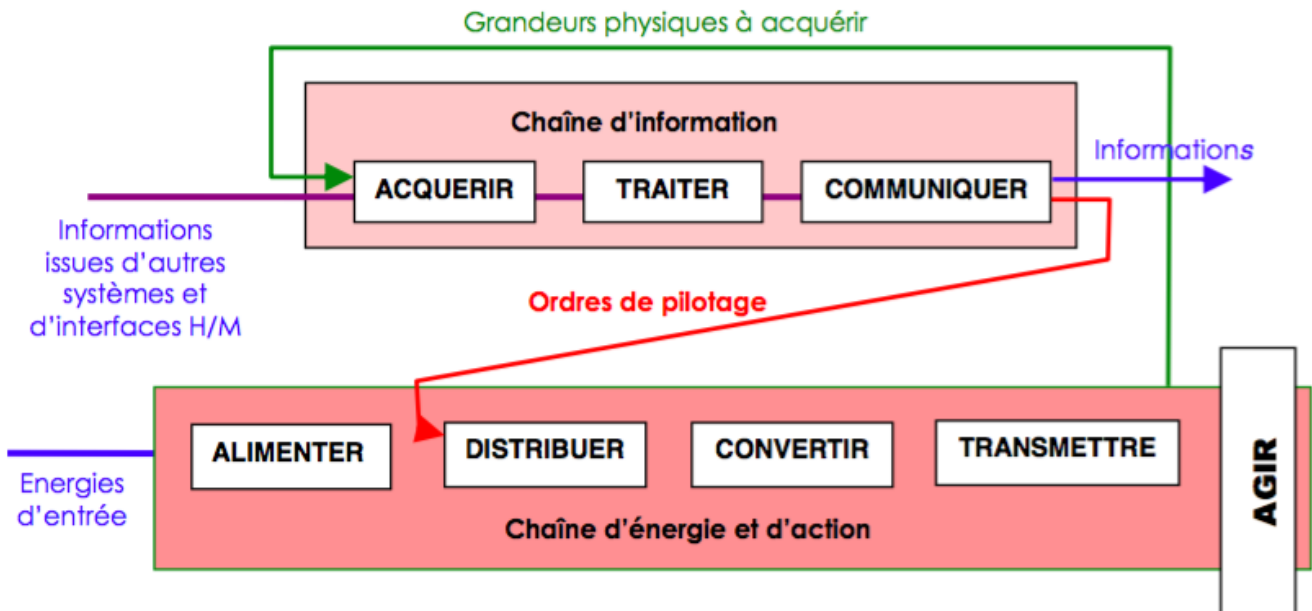 Grandeurs physiques à acquérir
Chaîne d'information
Informations
ACQUERIR
TRAITER
COMMUNIQUER
Informations
issues d'autres
systèmes et
d'interfaces H/M
Ordres de pilotage
ALIMENTER
DISTRIBUER
CONVERTIR
TRANSMETTRE
AGIR
Energies
d'entrée
Chaîne d'énergie et d'action